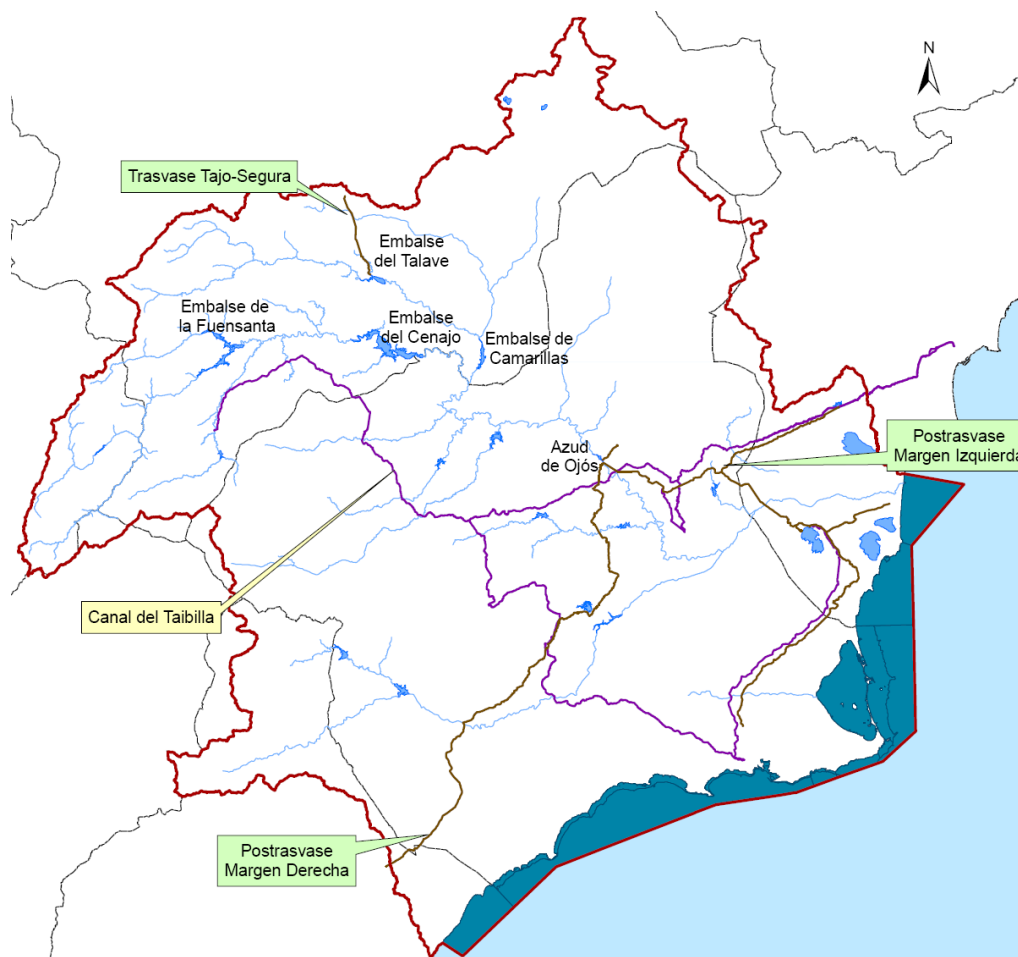 N
Trasvase Tajo-Segura
Embalse
del Talave
Embalse de
la Fuensanta
Embalse
del Cenajo
Embalse de
Camarillas
Azud
de Ojós
Postrasvase
Margen Izquierda
Canal del Taibilla
Postrasvase
Margen Derecha